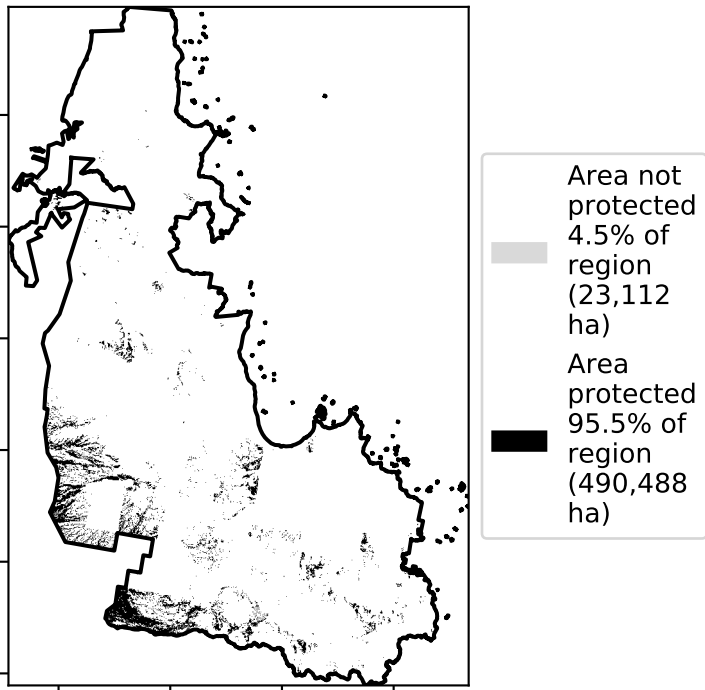 Area not
protected
4.5% of
region
(23,112
ha)
Area
protected
95.5% of
region
(490,488
ha)